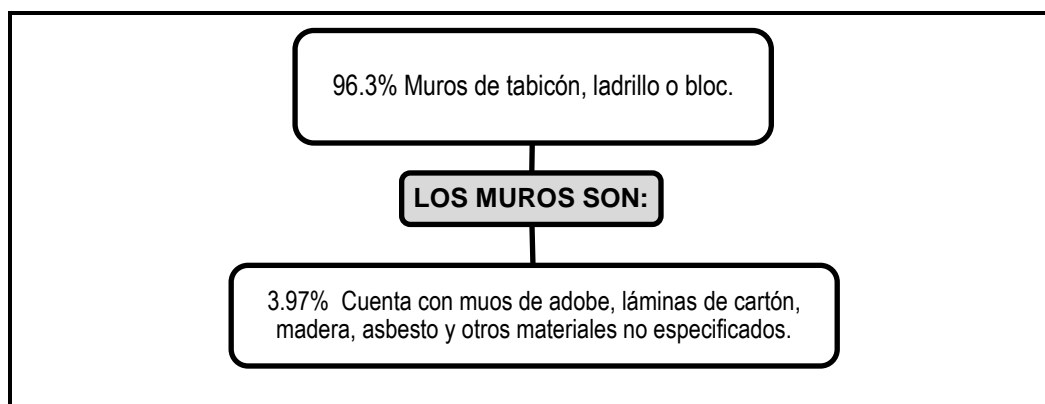 96.3% Muros de tabicón, ladrillo o bloc.
LOS MUROS SON:
3.97% Cuenta con muos de adobe, láminas de cartón,
madera, asbesto y otros materiales no especificados.